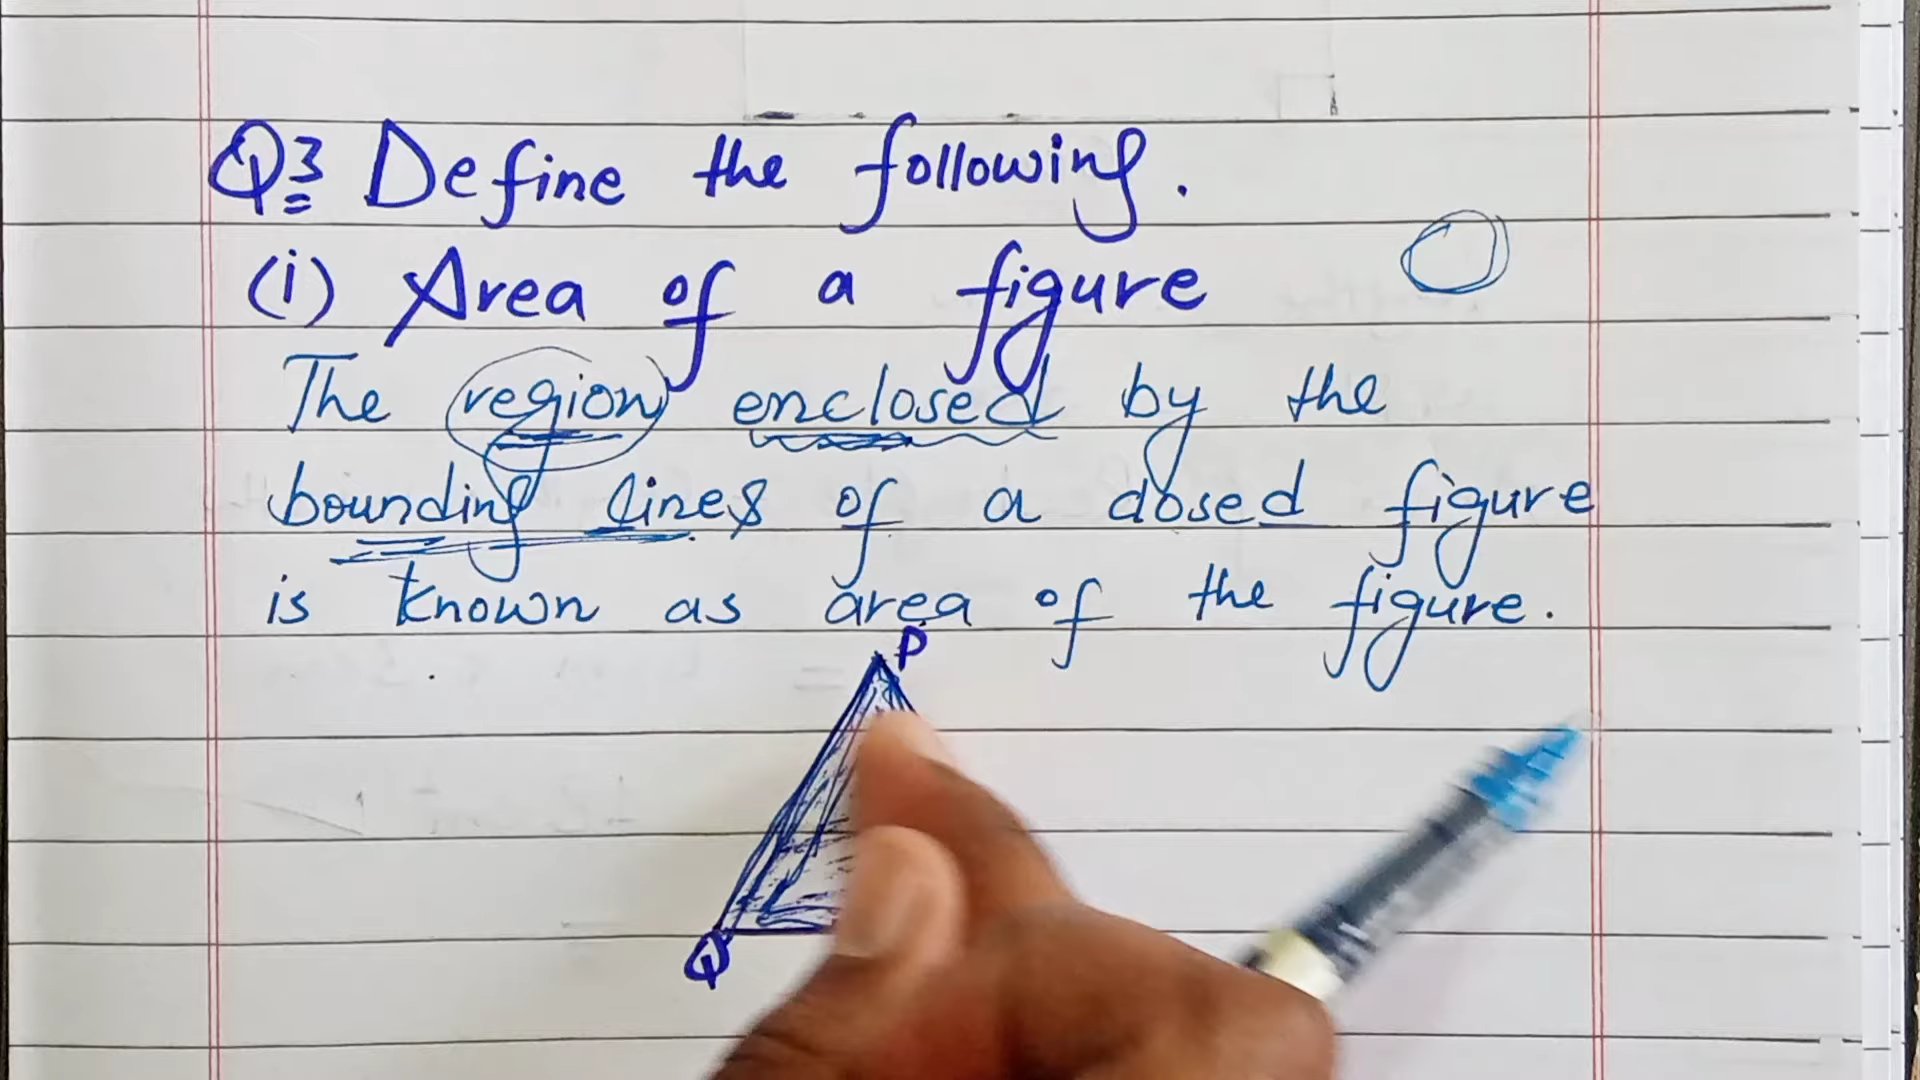 Q3 Define the following.
(i) Area of a figure
The region enclosed by the
bounding lines of a closed figure
is known as area of the figure.
P
Q